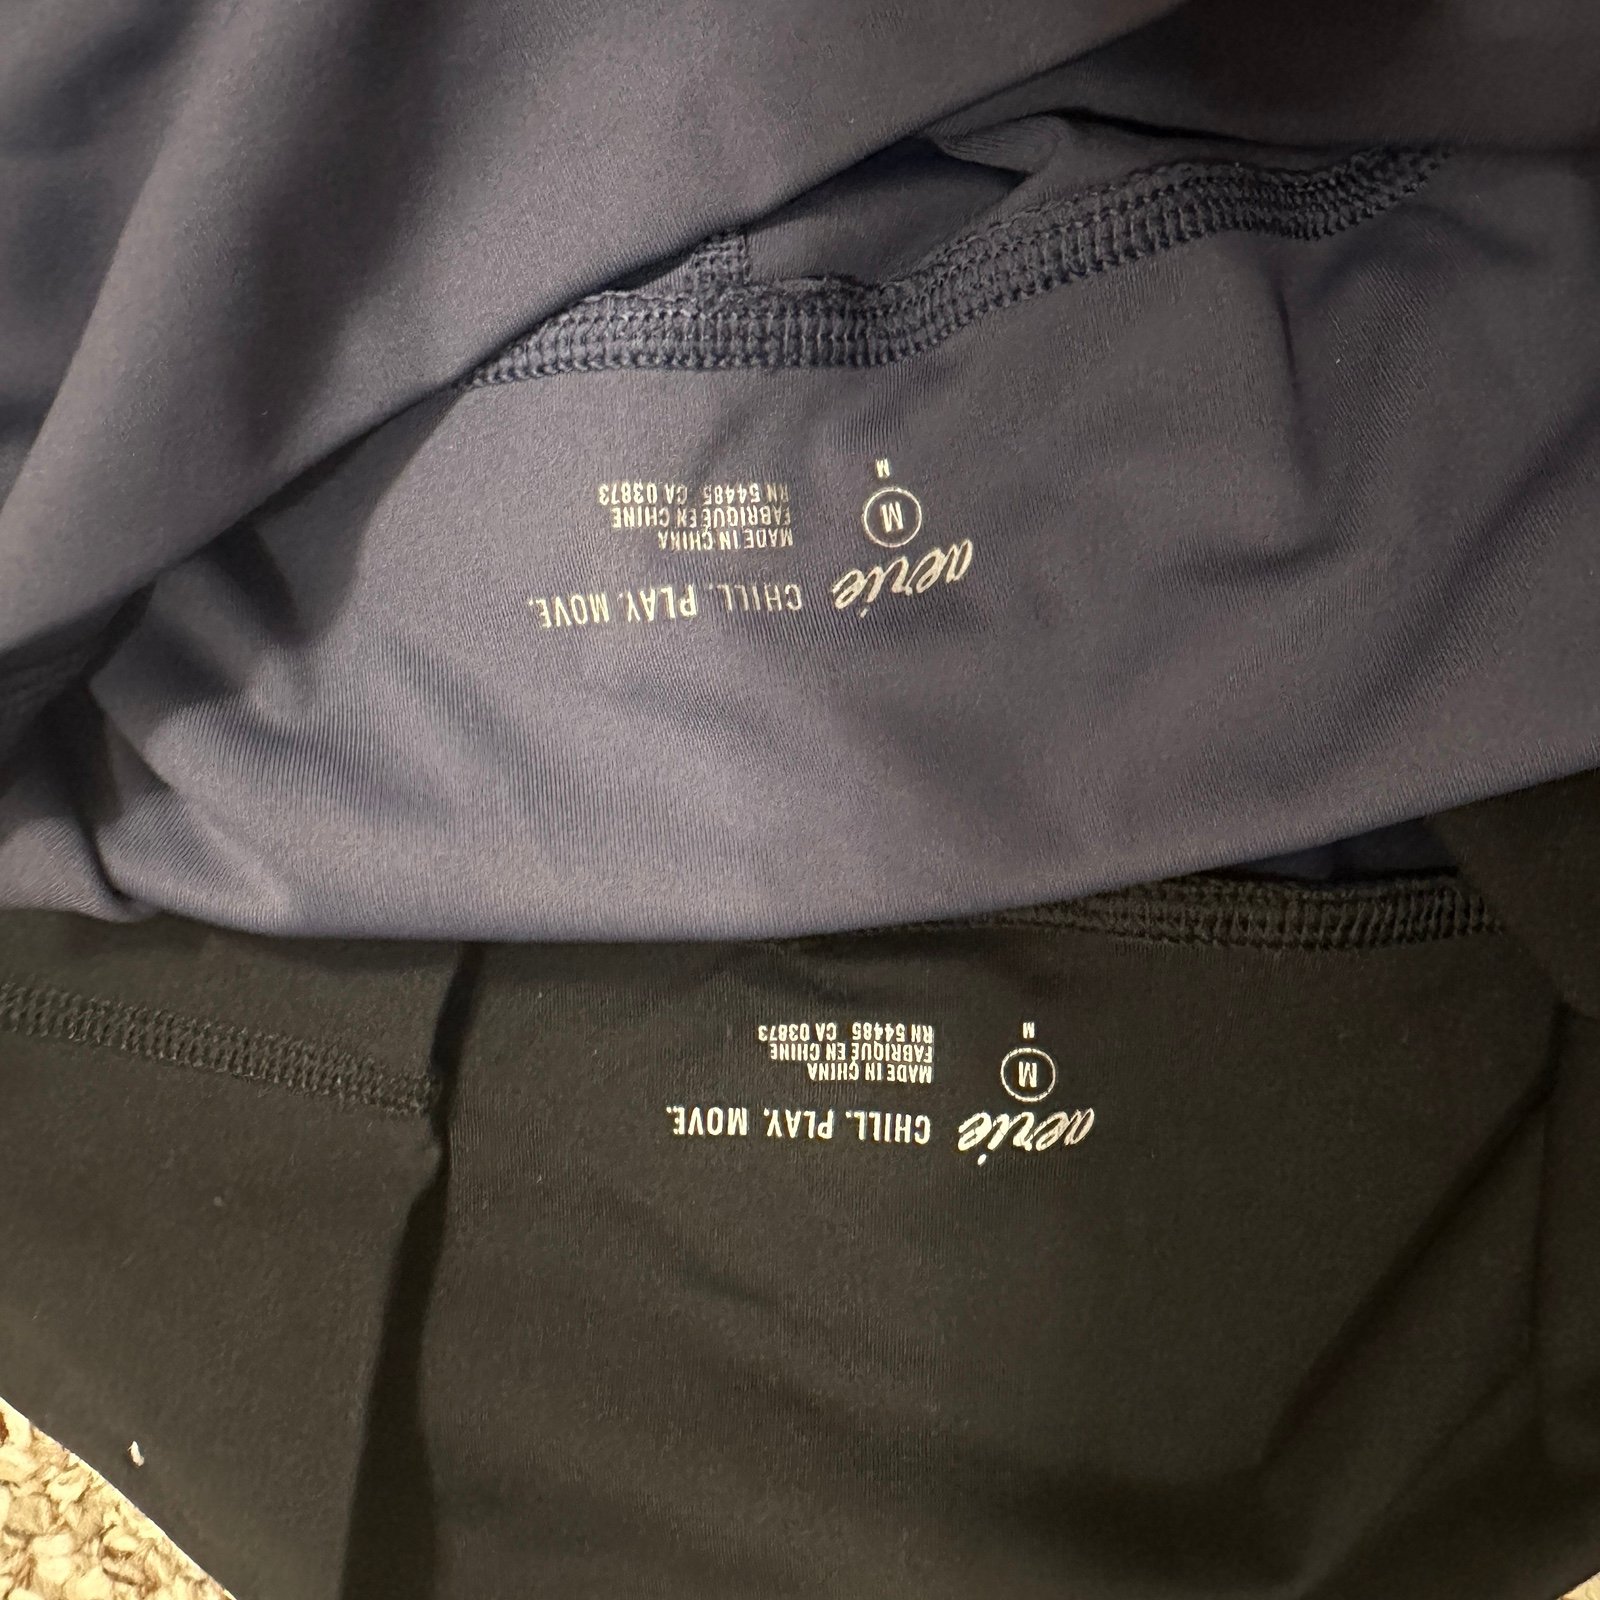 aerie CHILL. PLAY. MOVE.
M
M
MADE IN CHINA
FABRIQUÉ EN CHINE
RN 54485 CA 03873
aerie CHILL. PLAY. MOVE.
M
M
MADE IN CHINA
FABRIQUÉ EN CHINE
RN 54485 CA 03873